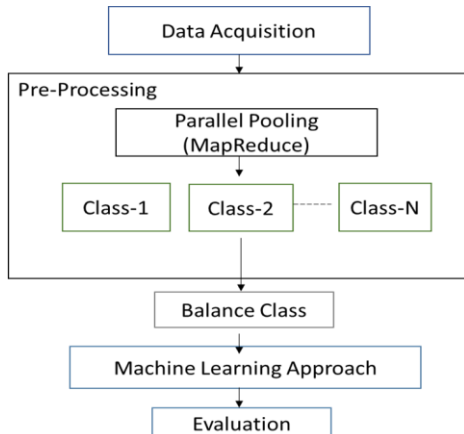 Data Acquisition
Pre-Processing
Parallel Pooling
(MapReduce)
Class-1
Class-2
Class-N
Balance Class
Machine Learning Approach
Evaluation